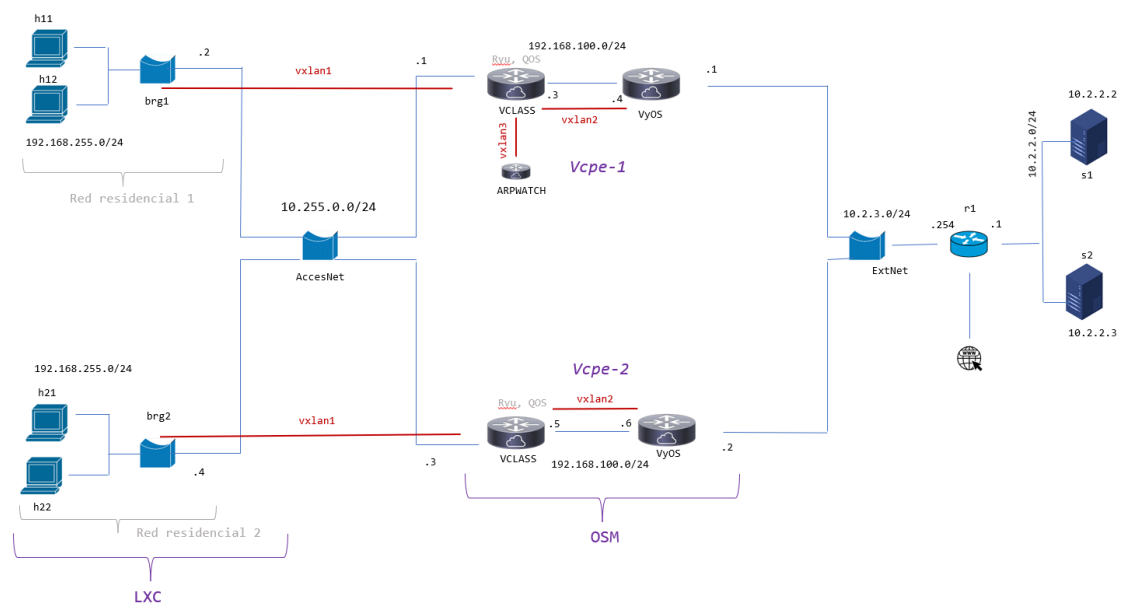 h11
h12
192.168.255.0/24
Red residencial 1
brg1
.2
vxlan1
.1
Ryu, QOS
192.168.100.0/24
VCLASS
.3
.4
vxlan2
VyOS
.1
vxlan3
ARPWATCH
Vcpe-1
10.255.0.0/24
AccesNet
10.2.3.0/24
ExtNet
.254
r1
.1
10.2.2.0/24
10.2.2.2
s1
s2
10.2.2.3
WWW
192.168.255.0/24
h21
h22
brg2
.4
Red residencial 2
LXC
vxlan1
.3
Vcpe-2
Ryu, QOS
vxlan2
VCLASS
.5
.6
VyOS
192.168.100.0/24
.2
OSM